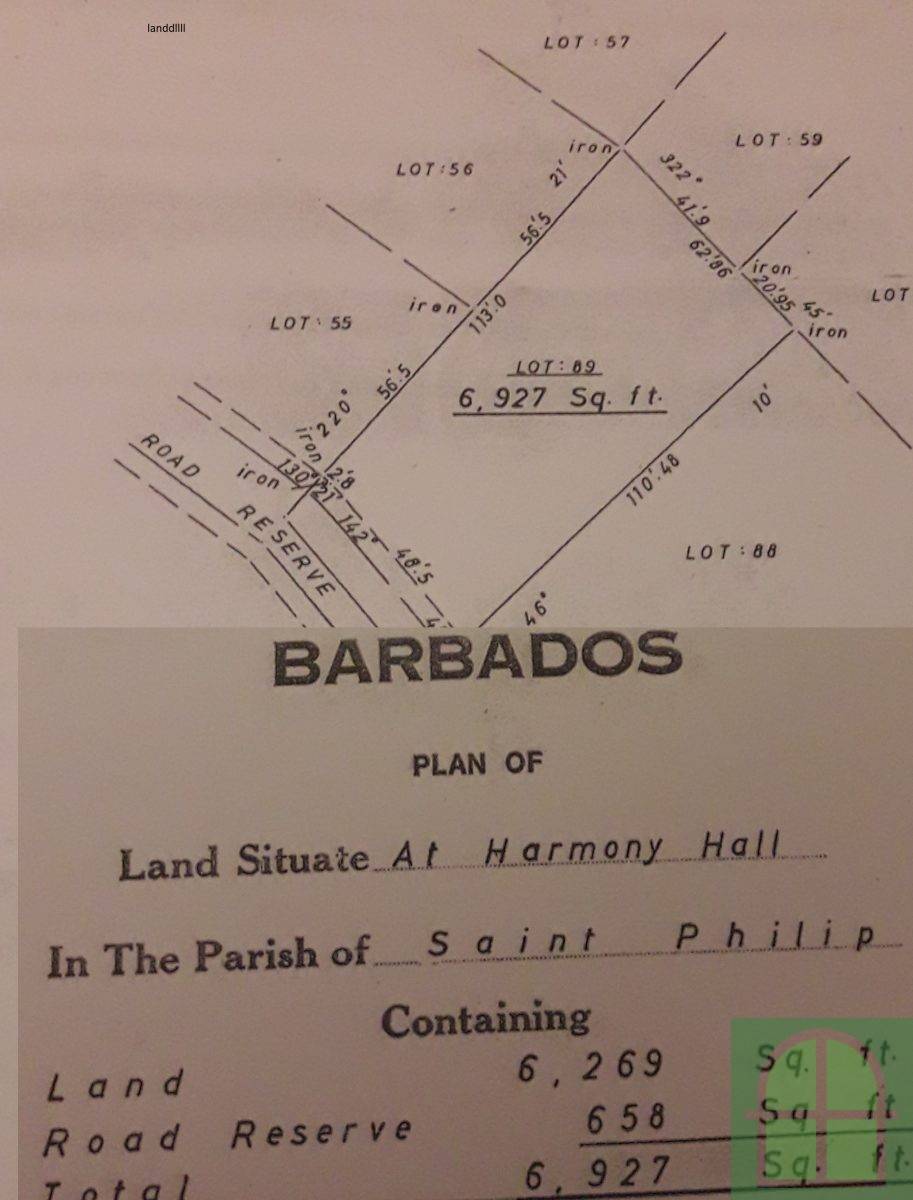 landdllll
LOT : 57
iron
LOT : 59
322°
LOT : 56
21'
41'.9
56'.5
62'.86
iron
20'.95
45'
LOT
iron
113'.0
iron
LOT : 55
LOT : 89
56'.5
6,927 Sq. ft.
10'
220°
iron
ROAD
iron
130°
2'.8
21'
110'.48
RESERVE
142°
48'.5
LOT : 88
46°
BARBADOS
PLAN OF
Land Situate At Harmony Hall
In The Parish of Saint Philip
Containing
Land 6,269 Sq. ft.
Road Reserve 658 Sq ft
Total 6,927 Sq. ft.